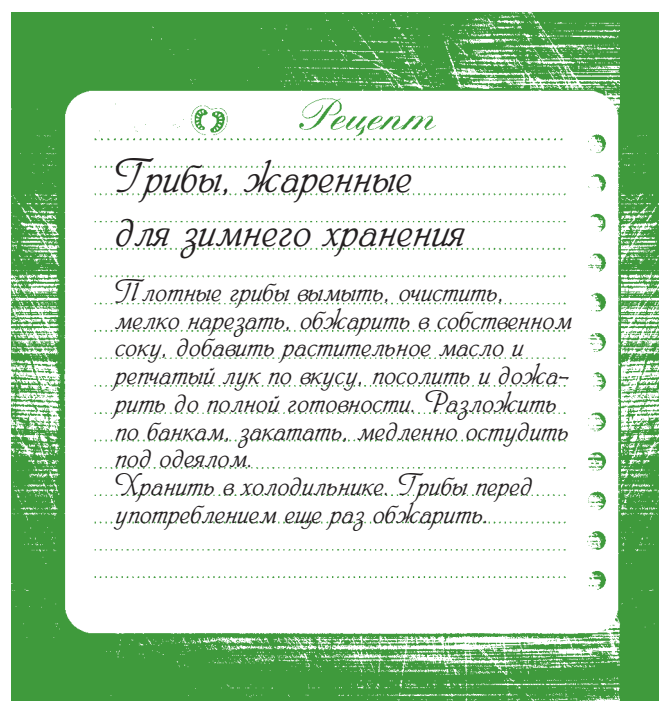 Рецепт
Грибы, жаренные
для зимнего хранения
Плотные грибы вымыть, очистить,
мелко нарезать, обжарить в собственном
соку, добавить растительное масло и
репчатый лук по вкусу, посолить и дожа-
рить до полной готовности. Разложить
по банкам, закатать, медленно остудить
под одеялом.
Хранить в холодильнике. Грибы перед
употреблением еще раз обжарить.